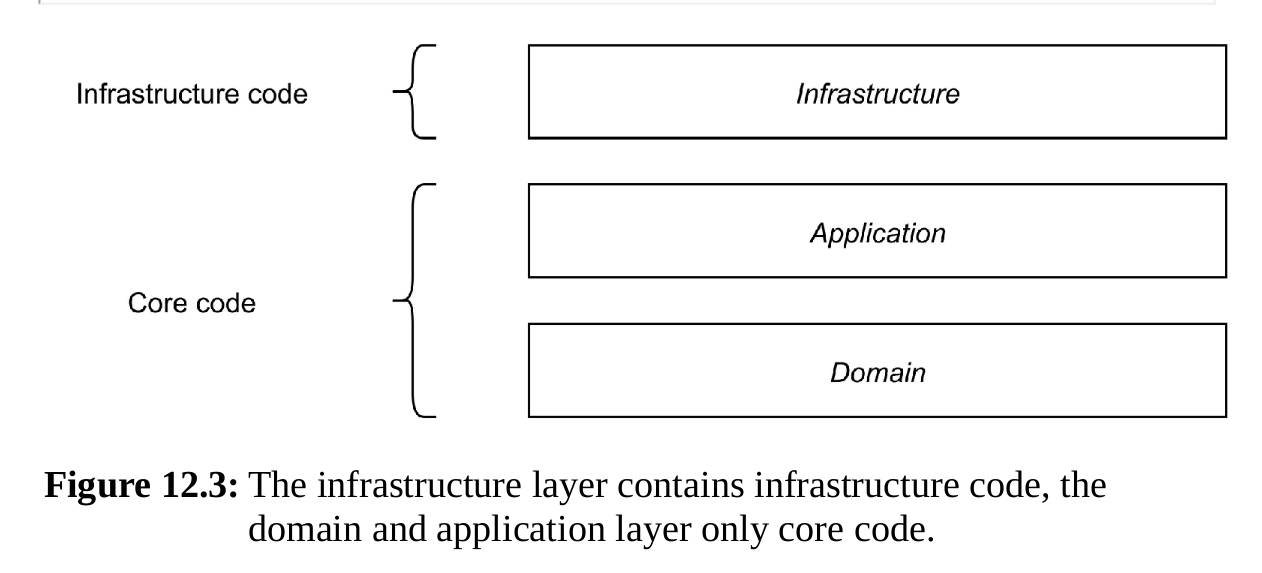 Infrastructure code
Infrastructure
Application
Core code
Domain
Figure 12.3: The infrastructure layer contains infrastructure code, the
domain and application layer only core code.